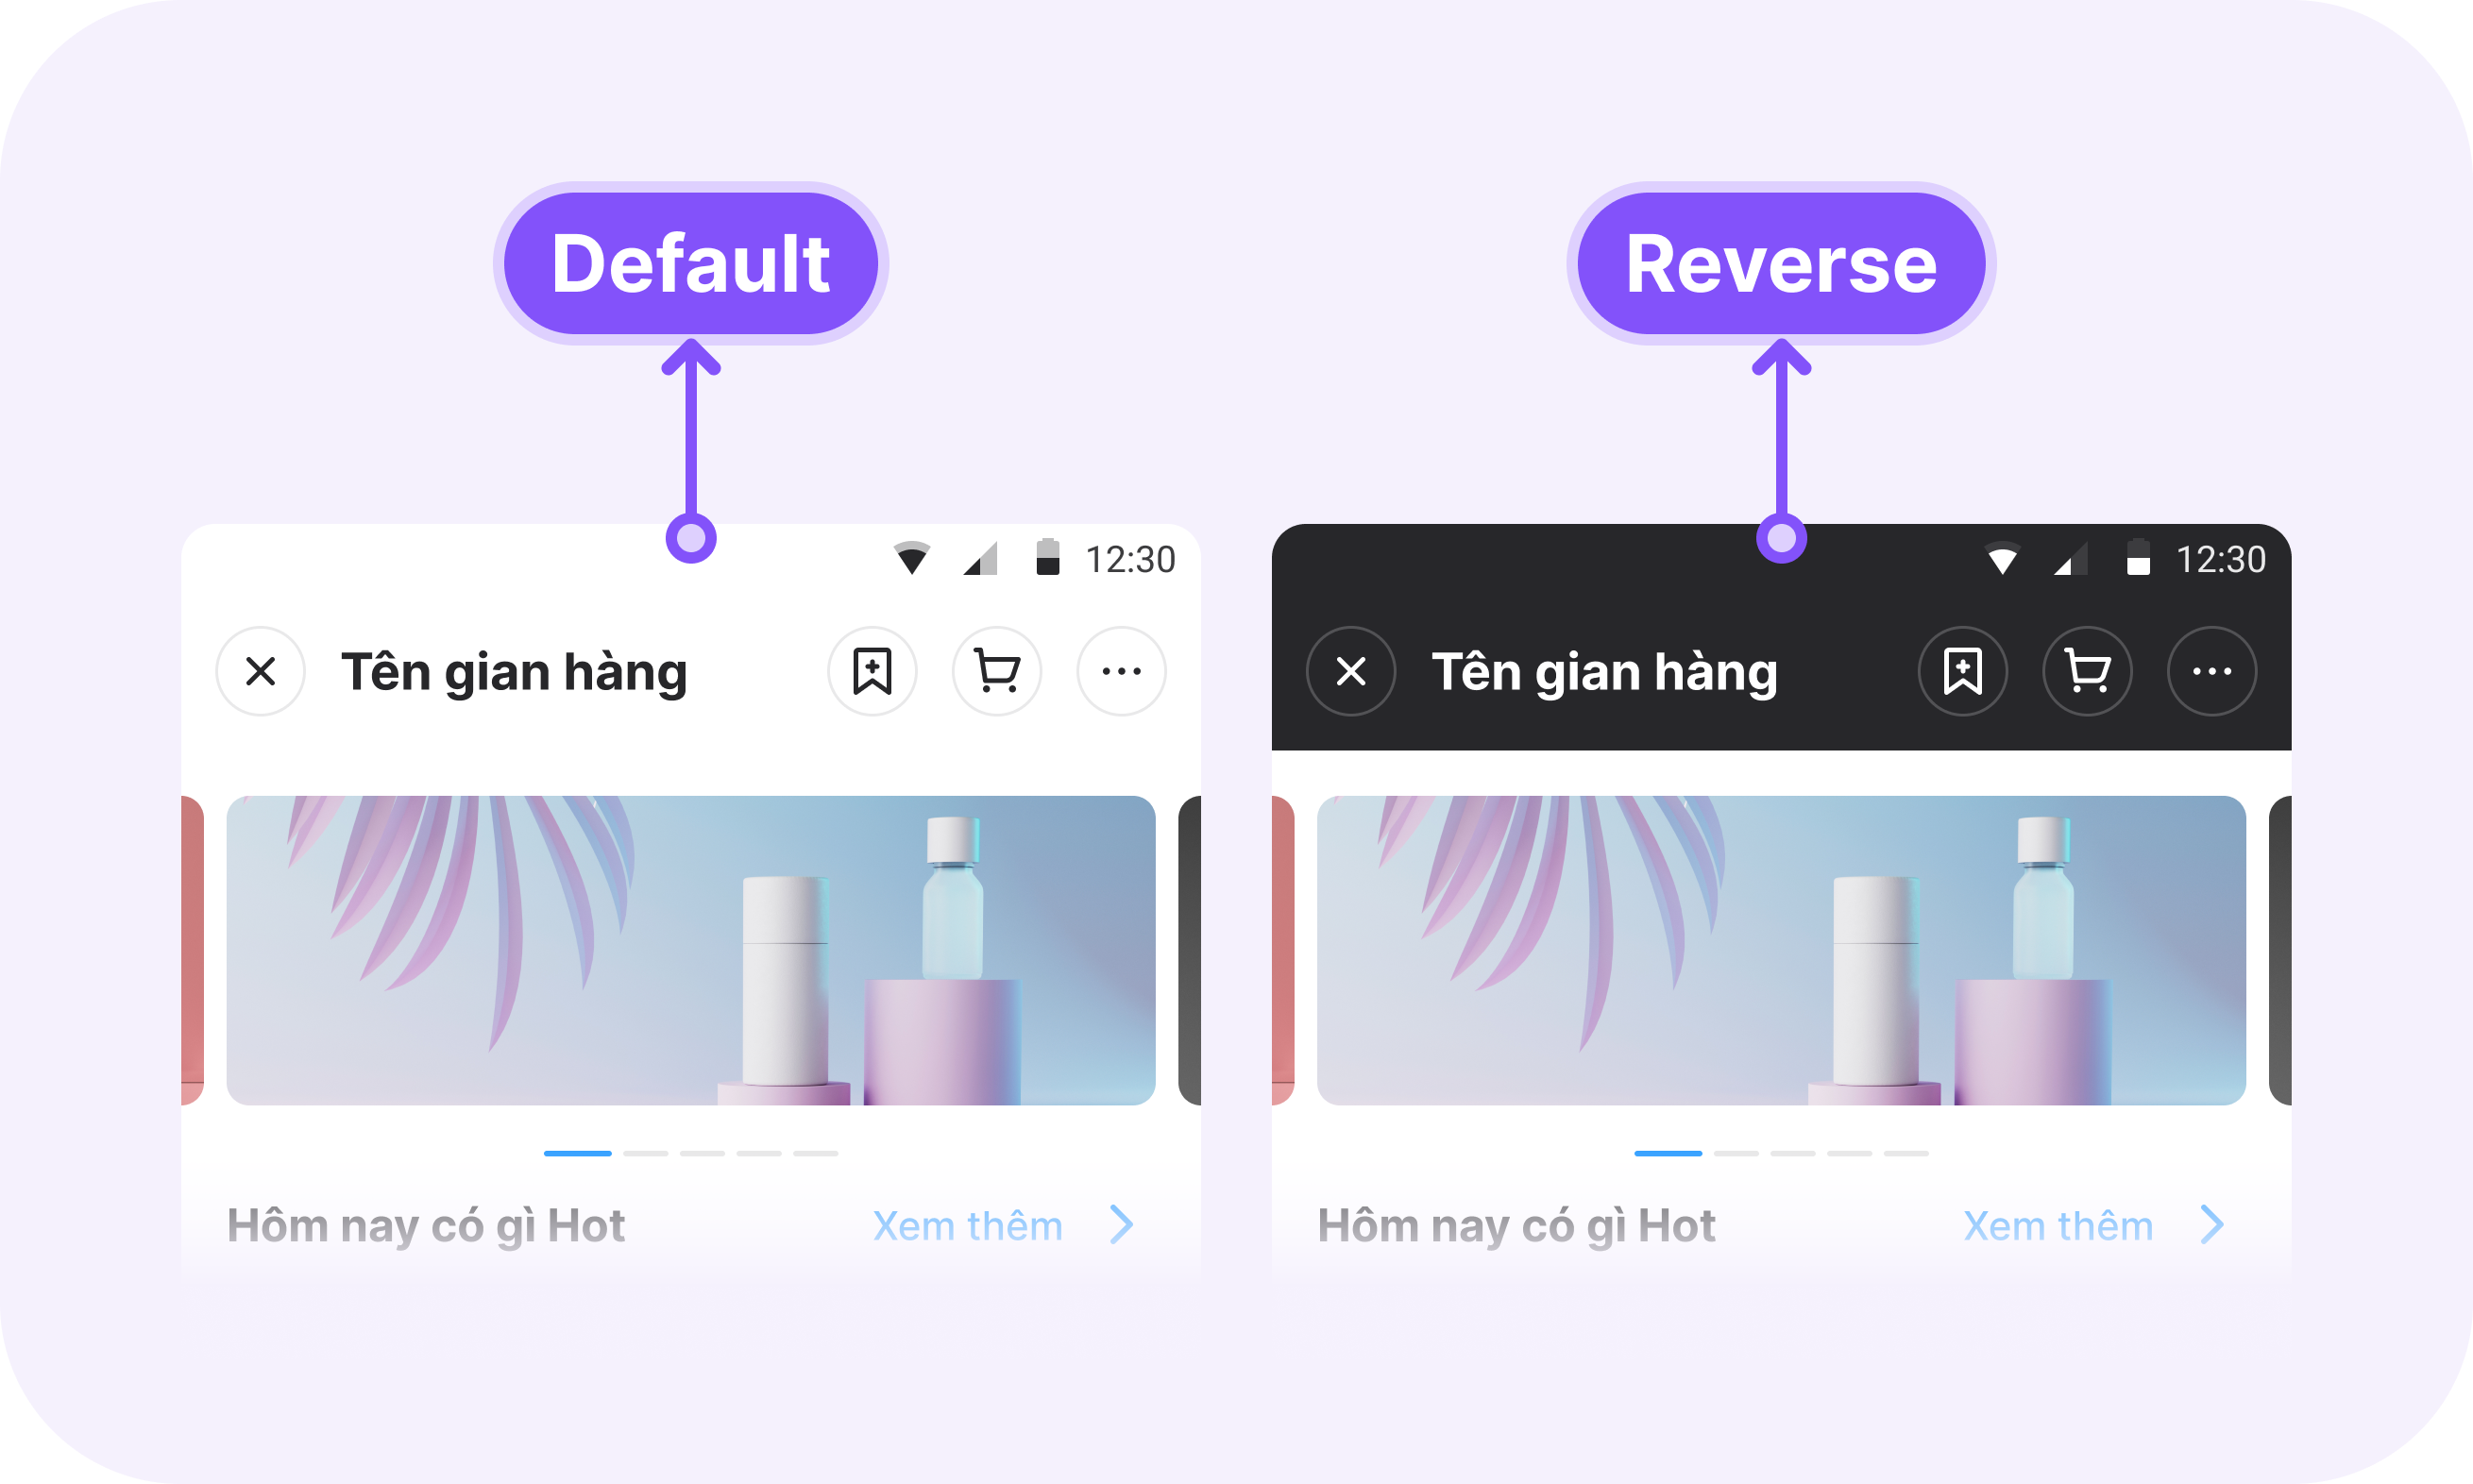 Default
Reverse
12:30
Tên gian hàng
Hôm nay có gì Hot
Xem thêm
12:30
Tên gian hàng
Hôm nay có gì Hot
Xem thêm